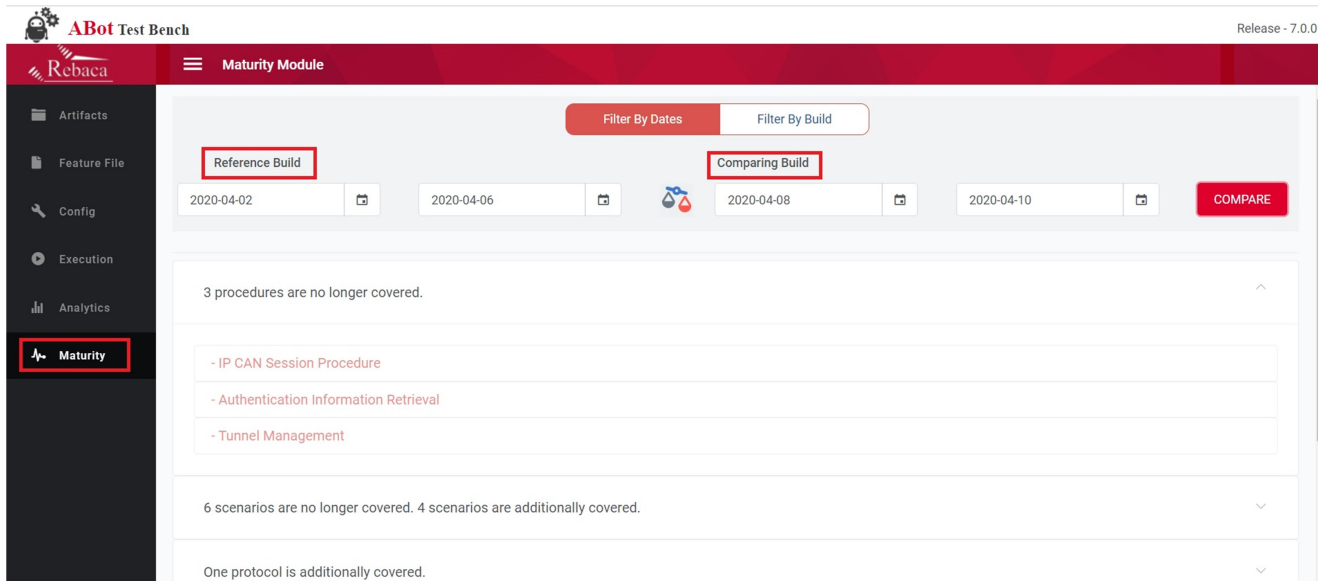 ABot Test Bench
Release - 7.0.0
Rebaca
Maturity Module
Artifacts
Feature File
Config
Execution
Analytics
Maturity
Filter By Dates
Filter By Build
Reference Build
Comparing Build
2020-04-02
2020-04-06
2020-04-08
2020-04-10
COMPARE
3 procedures are no longer covered.
- IP CAN Session Procedure
- Authentication Information Retrieval
- Tunnel Management
6 scenarios are no longer covered. 4 scenarios are additionally covered.
One protocol is additionally covered.